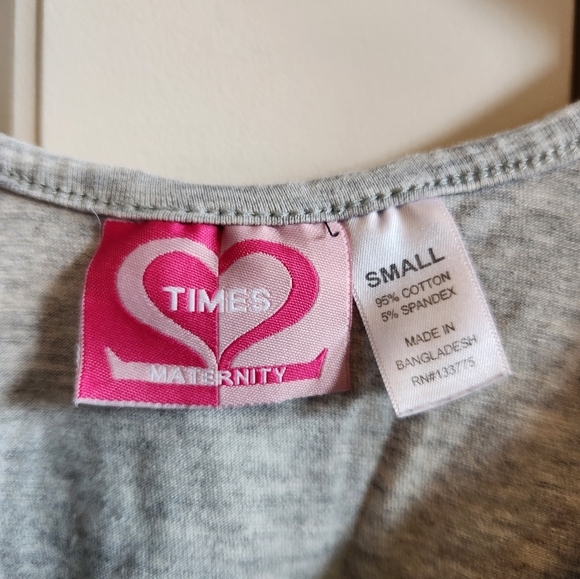 TIMES
MATERNITY
SMALL
95% COTTON
5% SPANDEX
MADE IN
BANGLADESH
RN#133775